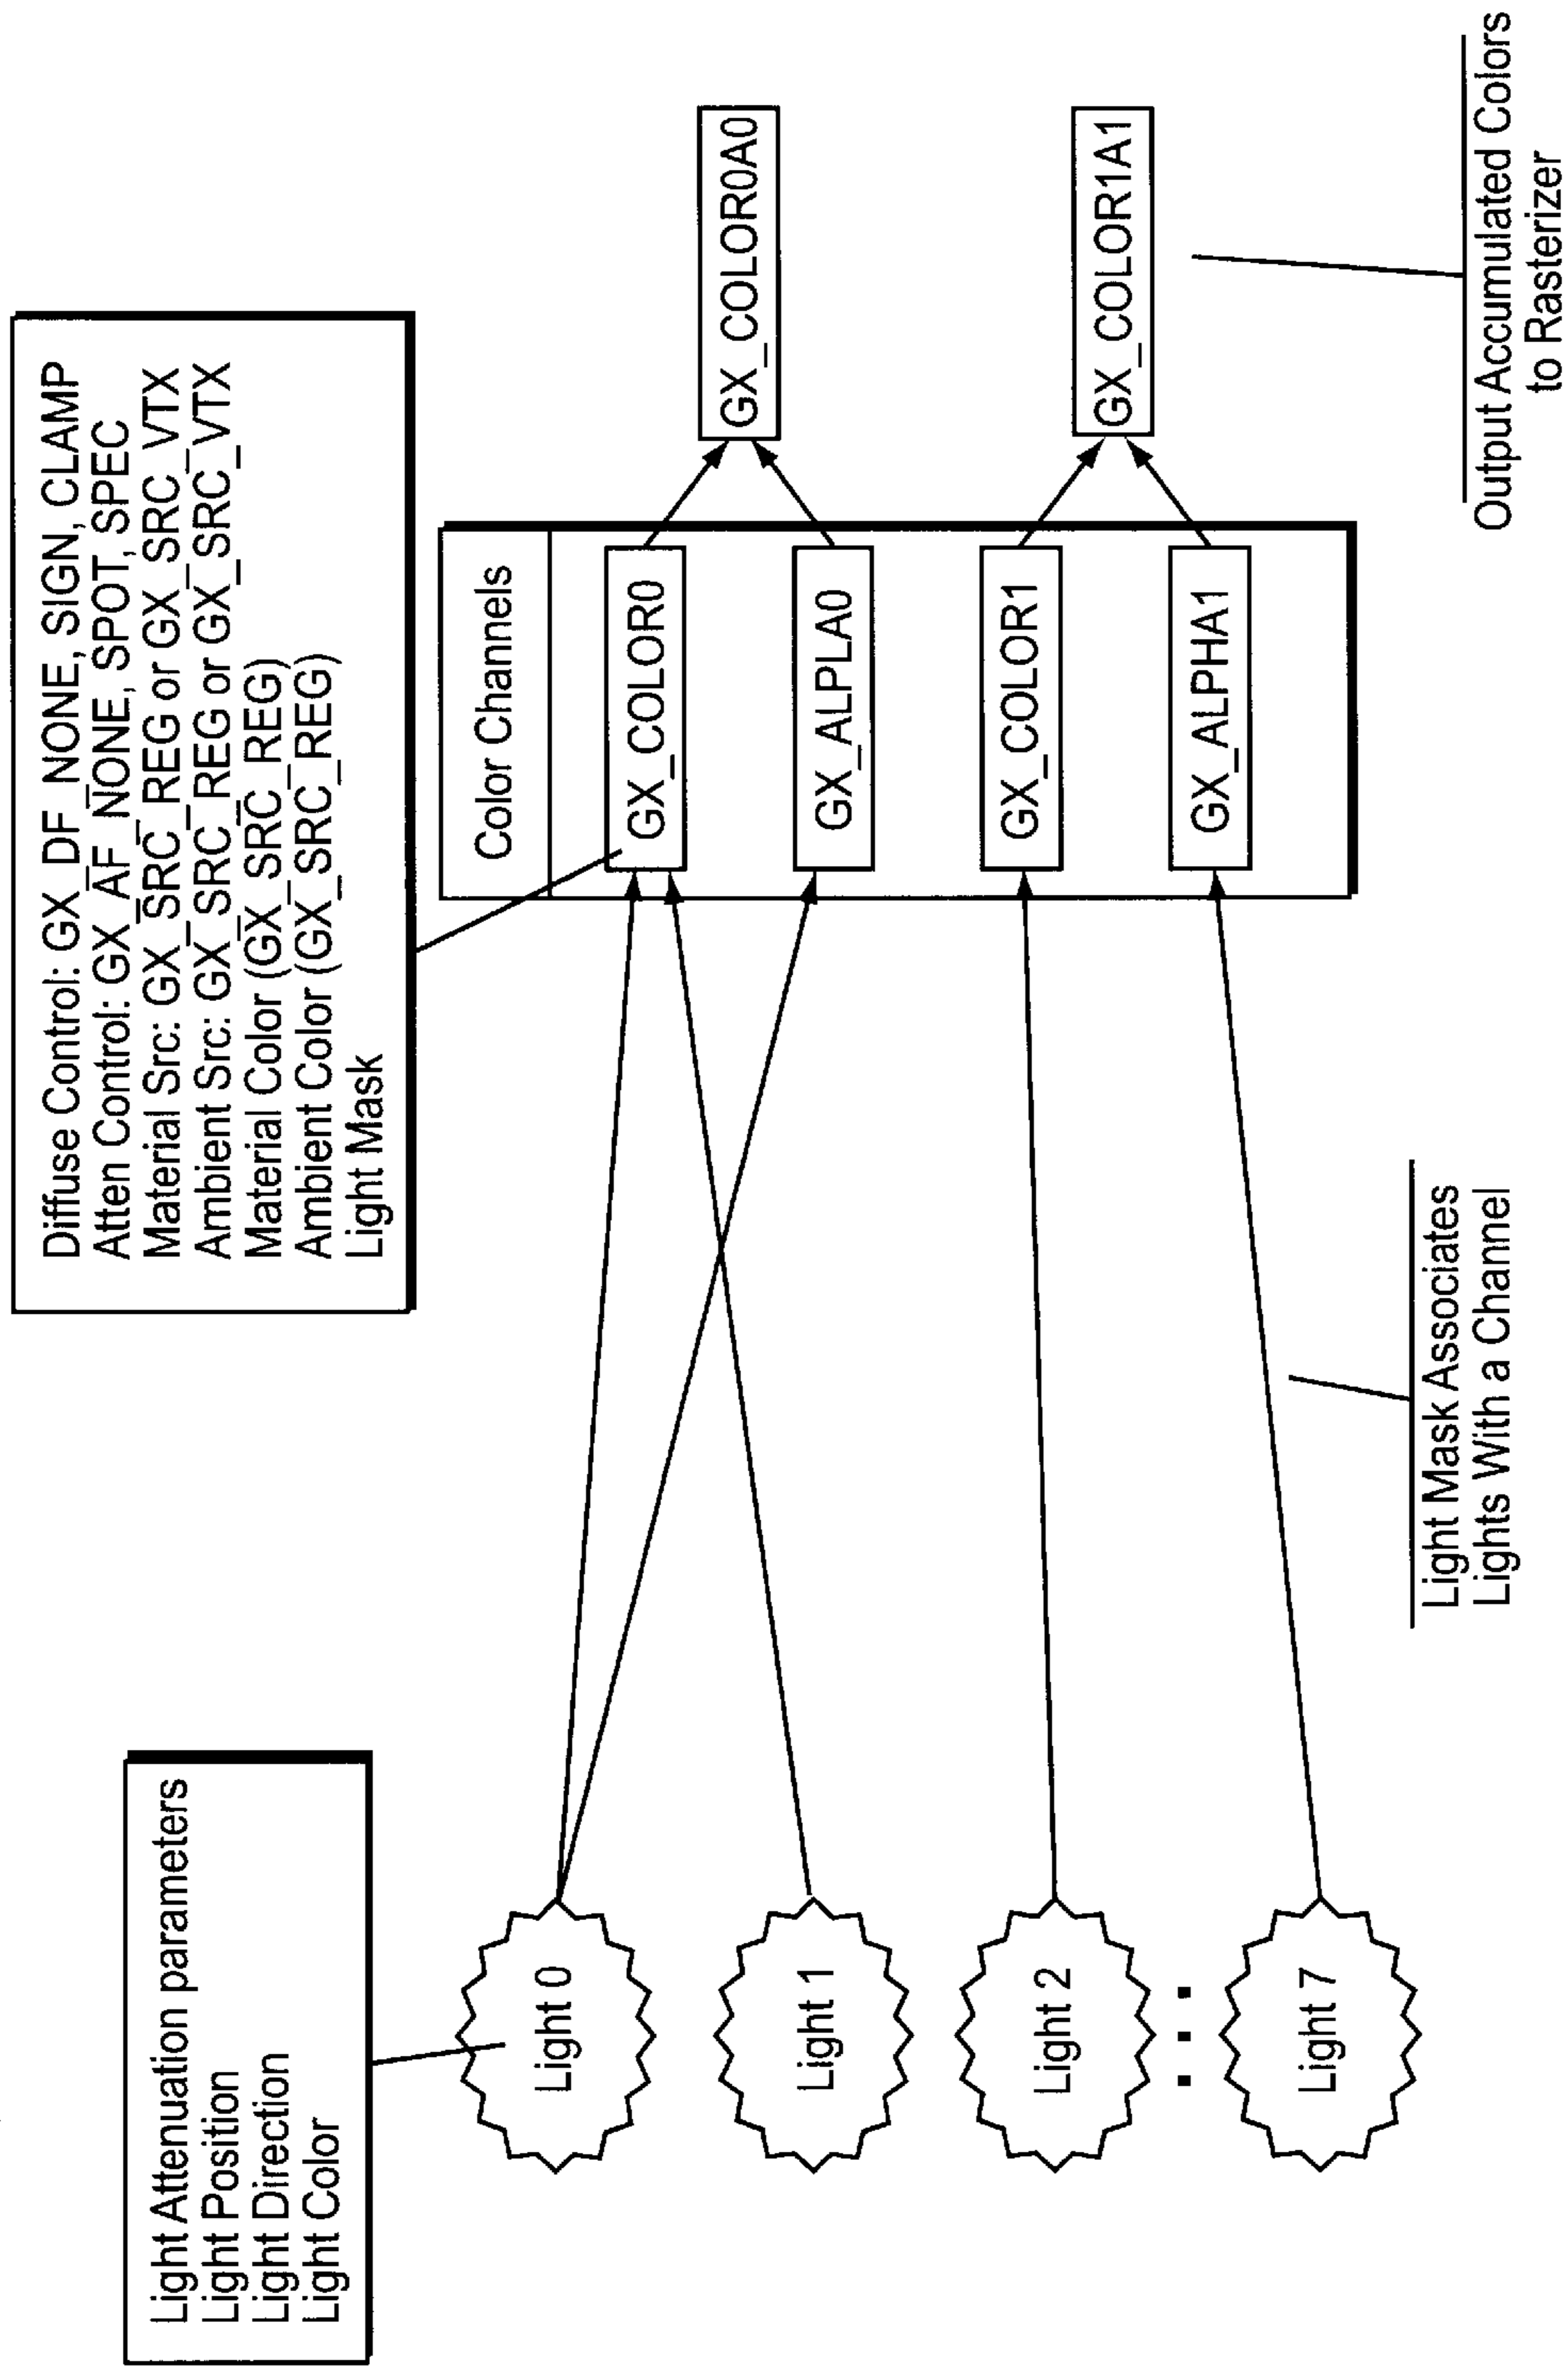 Diffuse Control: GX_DF_NONE, SIGN, CLAMP
Atten Control: GX_AF_NONE, SPOT, SPEC
Material Src: GX_SRC_REG or GX_SRC_VTX
Ambient Src: GX_SRC_REG or GX_SRC_VTX
Material Color (GX_SRC_REG)
Ambient Color (GX_SRC_REG)
Light Mask
Light Attenuation parameters
Light Position
Light Direction
Light Color
Color Channels
Light 0
GX_COLOR0
GX_COLOR0A0
Light 1
GX_ALPLA0
Light 2
GX_COLOR1
GX_COLOR1A1
Light 7
GX_ALPHA1
Light Mask Associates
Lights With a Channel
Output Accumulated Colors
to Rasterizer